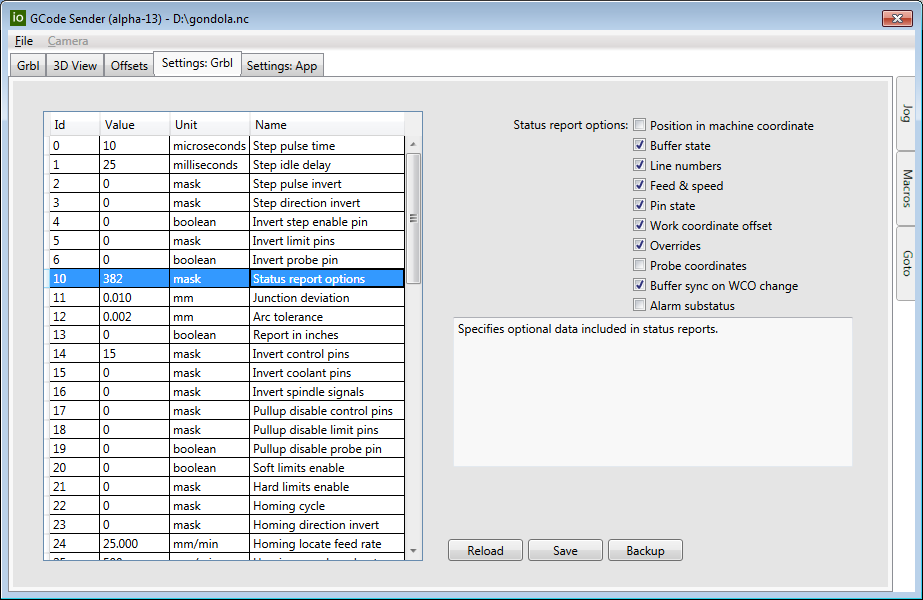 GCode Sender (alpha-13) - D:\gondola.nc
File Camera
Grbl 3D View Offsets Settings: Grbl Settings: App
Id Value Unit Name
0 10 microseconds Step pulse time
1 25 milliseconds Step idle delay
2 0 mask Step pulse invert
3 0 mask Step direction invert
4 0 boolean Invert step enable pin
5 0 mask Invert limit pins
6 0 boolean Invert probe pin
10 382 mask Status report options
11 0.010 mm Junction deviation
12 0.002 mm Arc tolerance
13 0 boolean Report in inches
14 15 mask Invert control pins
15 0 mask Invert coolant pins
16 0 mask Invert spindle signals
17 0 mask Pullup disable control pins
18 0 mask Pullup disable limit pins
19 0 boolean Pullup disable probe pin
20 0 boolean Soft limits enable
21 0 mask Hard limits enable
22 0 mask Homing cycle
23 0 mask Homing direction invert
24 25.000 mm/min Homing locate feed rate
Status report options: Position in machine coordinate
Buffer state
Line numbers
Feed & speed
Pin state
Work coordinate offset
Overrides
Probe coordinates
Buffer sync on WCO change
Alarm substatus
Specifies optional data included in status reports.
Reload Save Backup
Jog
Macros
Goto